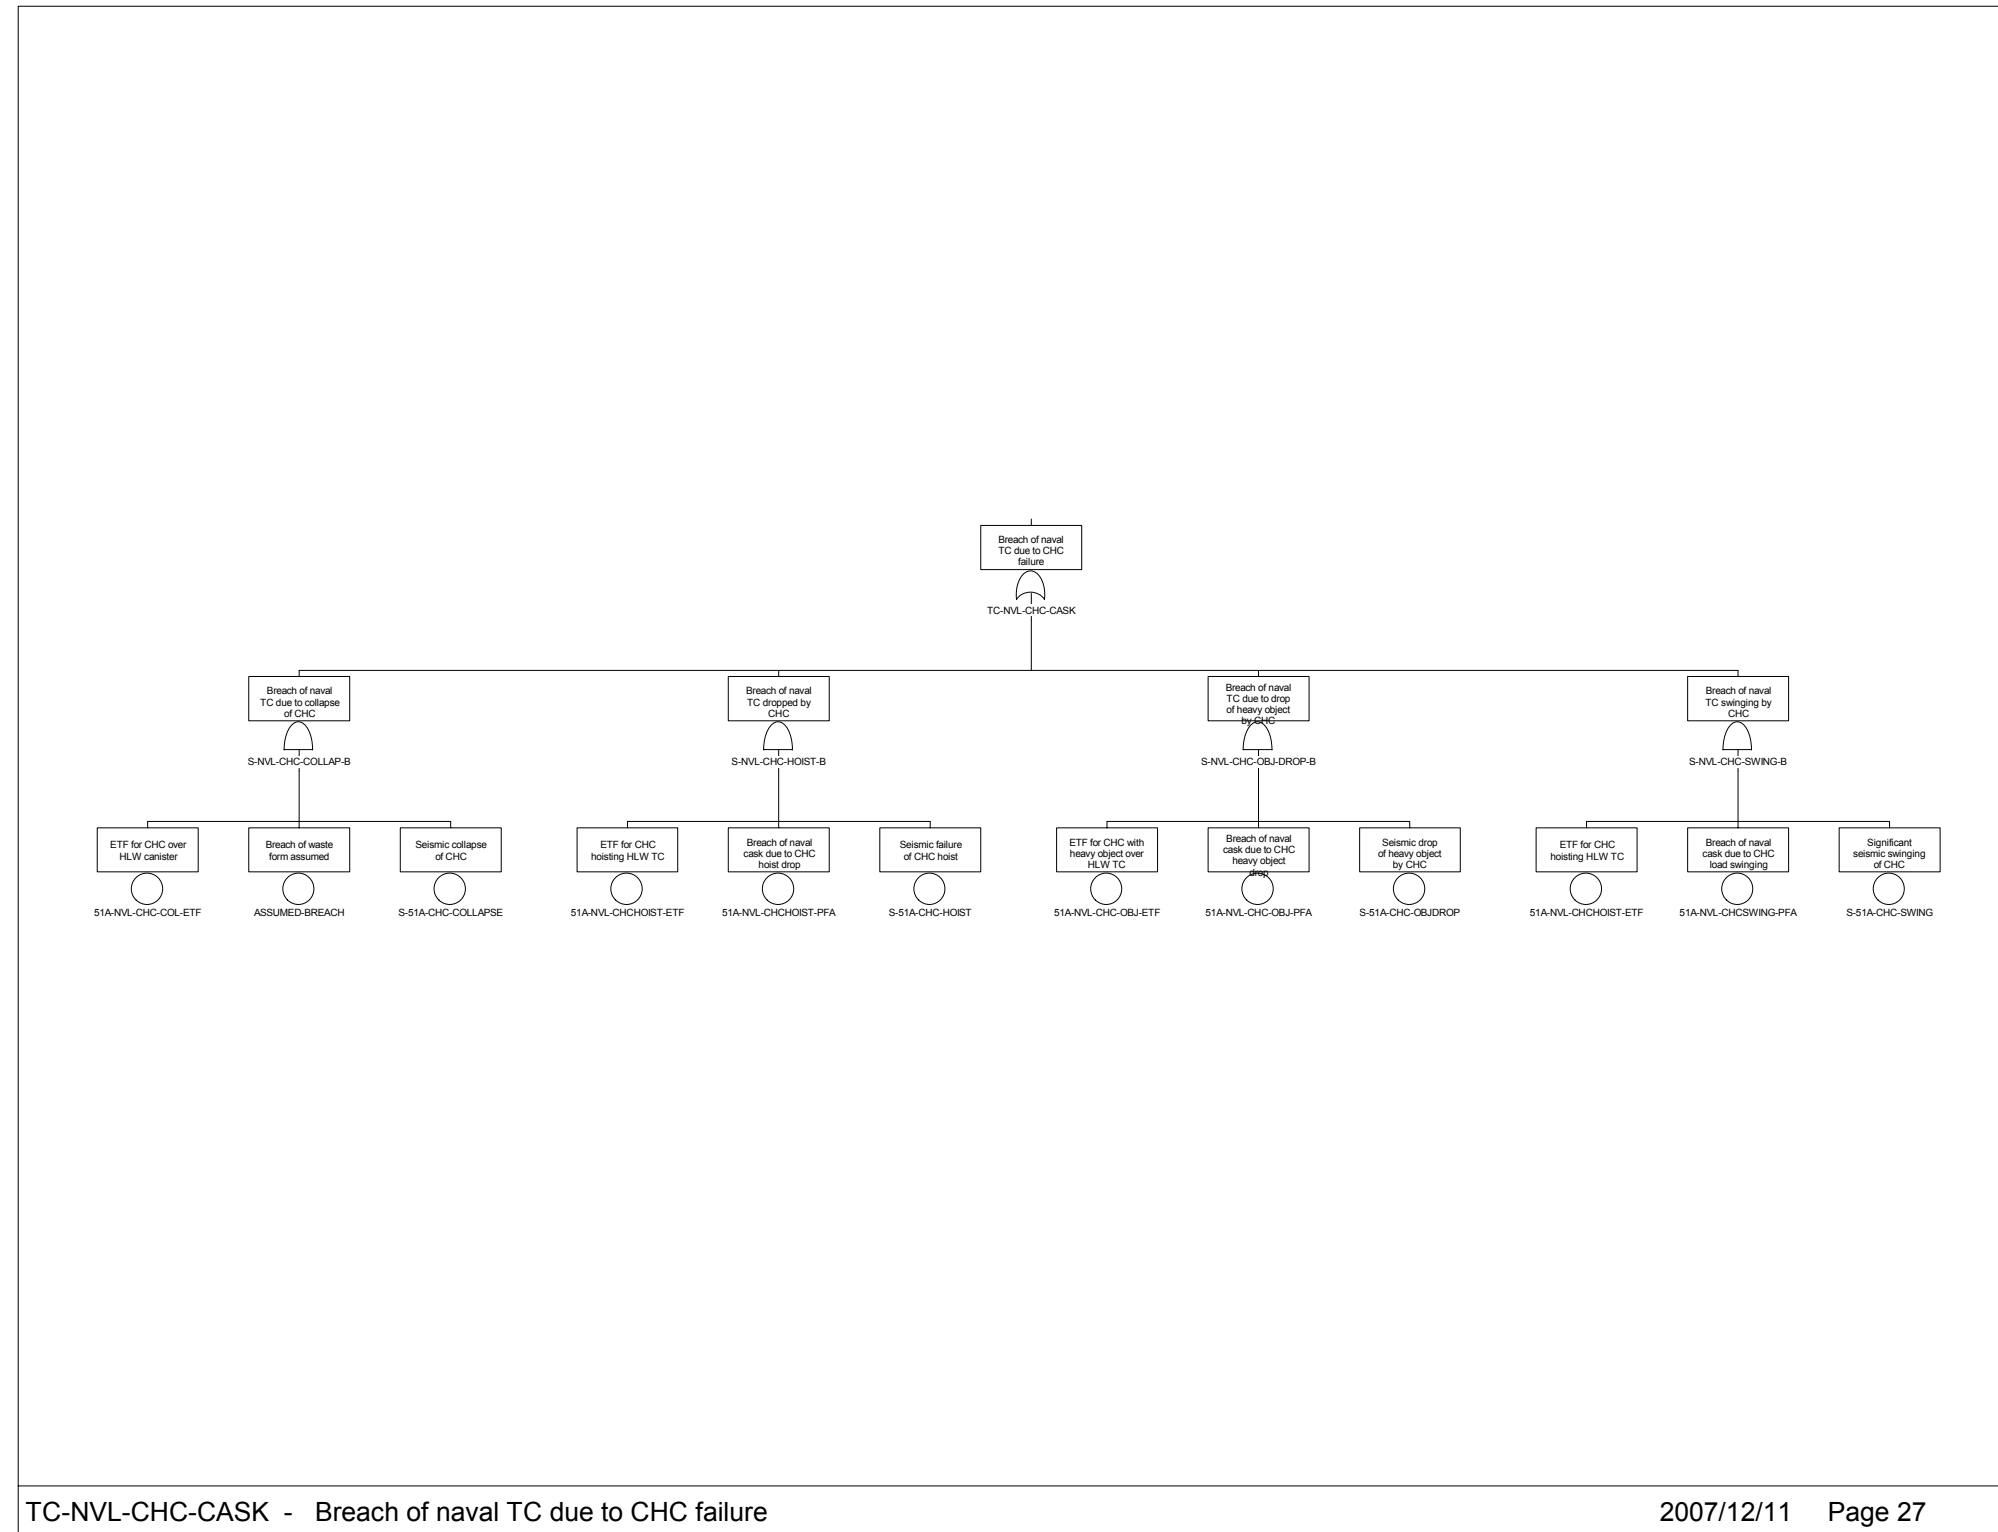 Breach of naval
TC due to CHC
failure
TC-NVL-CHC-CASK
Breach of naval
TC due to collapse
of CHC
S-NVL-CHC-COLLAP-B
Breach of naval
TC dropped by
CHC
S-NVL-CHC-HOIST-B
Breach of naval
TC due to drop
of heavy object
by CHC
S-NVL-CHC-OBJ-DROP-B
Breach of naval
TC swinging by
CHC
S-NVL-CHC-SWING-B
ETF for CHC over
HLW canister
51A-NVL-CHC-COL-ETF
Breach of waste
form assumed
ASSUMED-BREACH
Seismic collapse
of CHC
S-51A-CHC-COLLAPSE
ETF for CHC
hoisting HLW TC
51A-NVL-CHCHOIST-ETF
Breach of naval
cask due to CHC
hoist drop
51A-NVL-CHCHOIST-PFA
Seismic failure
of CHC hoist
S-51A-CHC-HOIST
ETF for CHC with
heavy object over
HLW TC
51A-NVL-CHC-OBJ-ETF
Breach of naval
cask due to CHC
heavy object
drop
51A-NVL-CHC-OBJ-PFA
Seismic drop
of heavy object
by CHC
S-51A-CHC-OBJDROP
ETF for CHC
hoisting HLW TC
51A-NVL-CHCHOIST-ETF
Breach of naval
cask due to CHC
load swinging
51A-NVL-CHCSWING-PFA
Significant
seismic swinging
of CHC
S-51A-CHC-SWING
TC-NVL-CHC-CASK - Breach of naval TC due to CHC failure 2007/12/11 Page 27